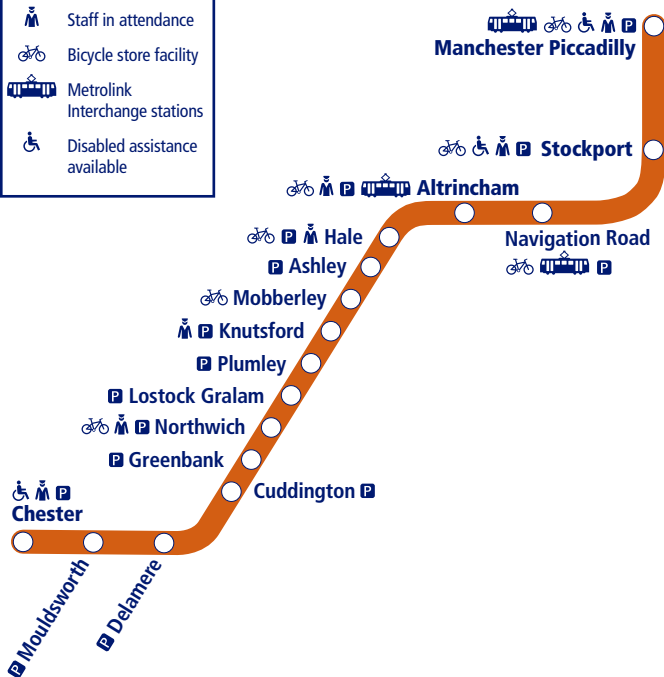 Staff in attendance
Bicycle store facility
Metrolink
Interchange stations
Disabled assistance
available
P
Manchester Piccadilly
P Stockport
P Altrincham
Navigation Road
P
P Hale
P Ashley
Mobberley
P Knutsford
P Plumley
P Lostock Gralam
P Northwich
P Greenbank
Cuddington P
P
Chester
P Mouldsworth
P Delamere